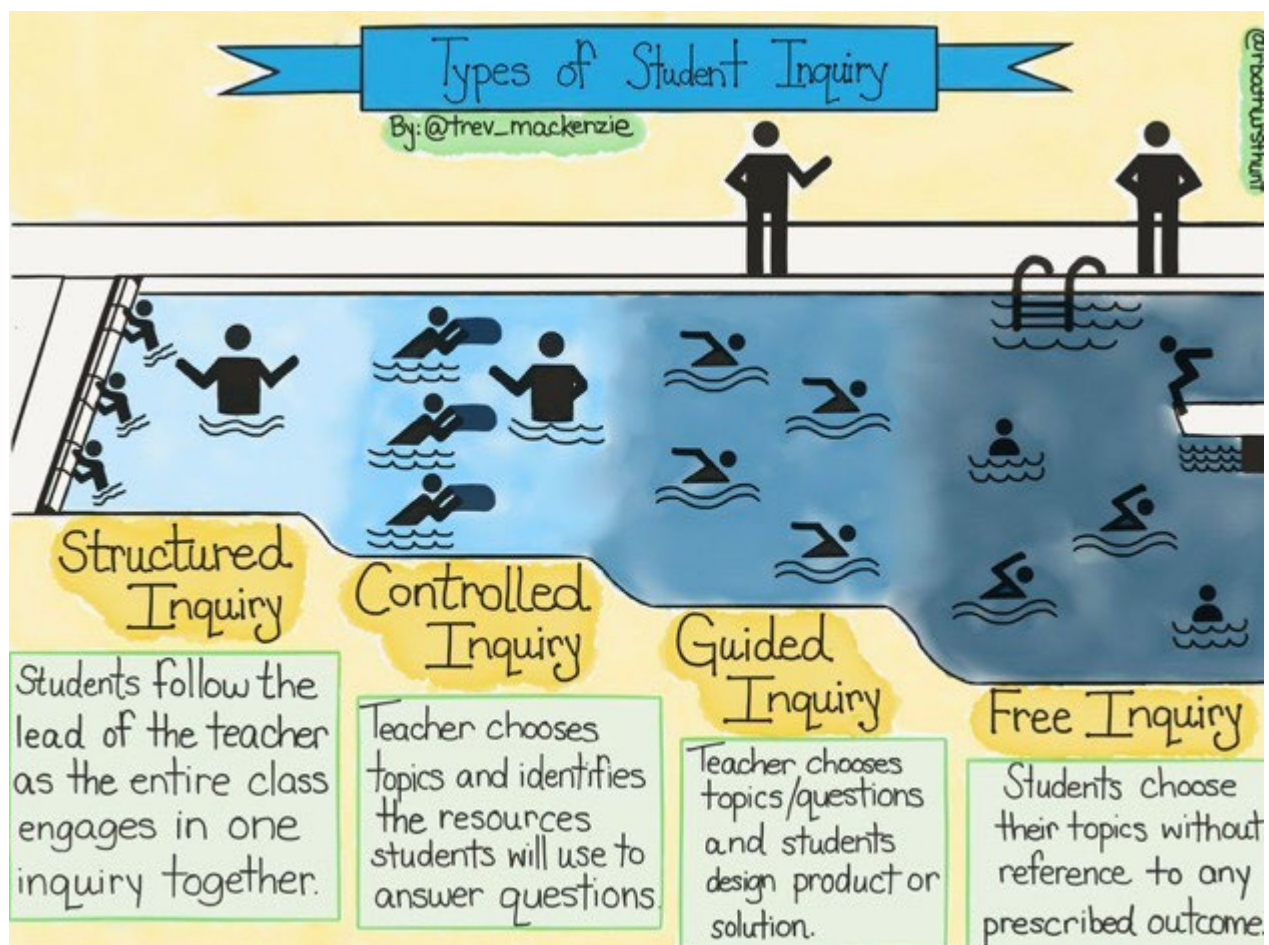 Types of Student Inquiry
By: @trev_mackenzie
@rbathursthunt
Structured
Inquiry
Students follow the
lead of the teacher
as the entire class
engages in one
inquiry together.
Controlled
Inquiry
Teacher chooses
topics and identifies
the resources
students will use to
answer questions.
Guided
Inquiry
Teacher chooses
topics/questions
and students
design product or
solution.
Free Inquiry
Students choose
their topics without
reference to any
prescribed outcome.